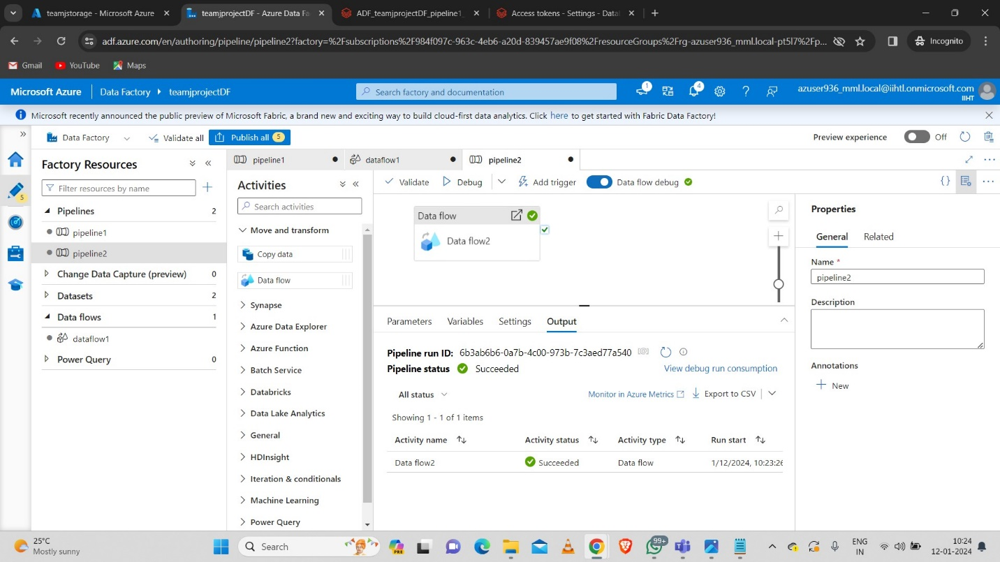 teamjstorage - Microsoft Azure
teamjprojectDF - Azure Data Fa
ADF_teamjprojectDF_pipeline1_
Access tokens - Settings - Data
adf.azure.com/en/authoring/pipeline/pipeline2?factory=%2Fsubscriptions%2F984f097c-963c-4eb6-a20d-839457ae9f08%2FresourceGroups%2Frg-azuser936_mml.local-pt5l7%2Fp...
Incognito
Gmail
YouTube
Maps
Microsoft Azure
Data Factory
teamjprojectDF
Search factory and documentation
1
4
azuser936_mml.local@iihtl.onmicrosoft.com
IIHT
Microsoft recently announced the public preview of Microsoft Fabric, a brand new and exciting way to build cloud-first data analytics. Click here to get started with Fabric Data Factory!
Data Factory
Validate all
Publish all 5
Preview experience
Off
5
Factory Resources
Filter resources by name
Pipelines 2
pipeline1
pipeline2
Change Data Capture (preview) 0
Datasets 2
Data flows 1
dataflow1
Power Query 0
pipeline1
dataflow1
pipeline2
Activities
Search activities
Move and transform
Copy data
Data flow
Synapse
Azure Data Explorer
Azure Function
Batch Service
Databricks
Data Lake Analytics
General
HDInsight
Iteration & conditionals
Machine Learning
Power Query
Validate
Debug
Add trigger
Data flow debug
Data flow
Data flow2
Parameters
Variables
Settings
Output
Pipeline run ID: 6b3ab6b6-0a7b-4c00-973b-7c3aed77a540
Pipeline status Succeeded
View debug run consumption
All status
Monitor in Azure Metrics
Export to CSV
Showing 1 - 1 of 1 items
Activity name Activity status Activity type Run start
Data flow2 Succeeded Data flow 1/12/2024, 10:23:26
Properties
General
Related
Name *
pipeline2
Description
Annotations
New
25°C
Mostly sunny
Search
PRE
99+
ENG
IN
10:24
12-01-2024